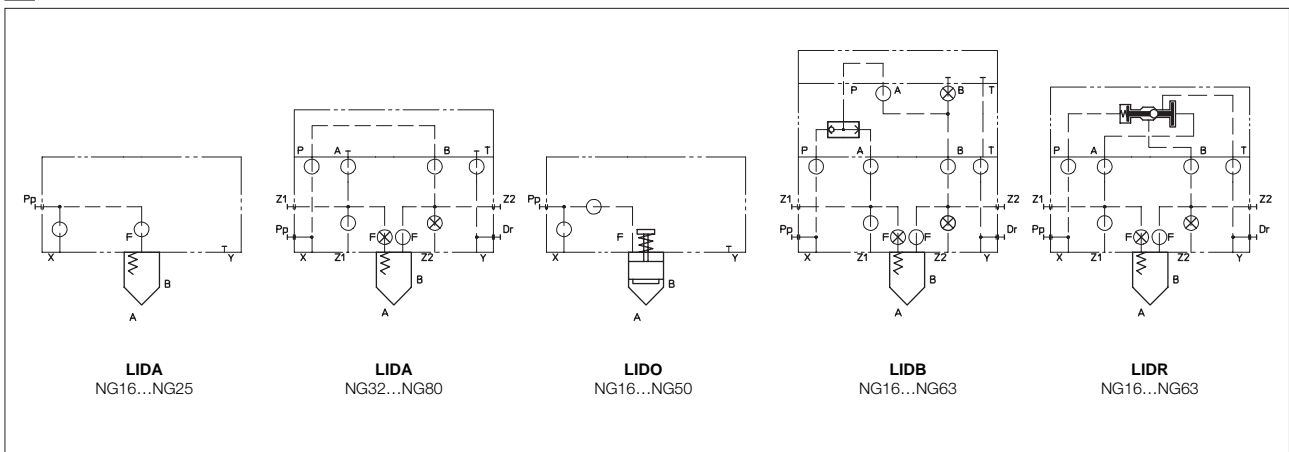 Pp
X
F
Y
T
A
B
LIDA
NG16...NG25
P
A
B
T
Z1
Z2
Pp
F
F
Dr
X
Z1
Z2
Y
B
A
LIDA
NG32...NG80
Pp
X
F
Y
T
B
A
LIDO
NG16...NG50
P
A
B
T
P
A
B
T
Z1
Z2
Pp
F
F
Dr
X
Z1
Z2
Y
B
A
LIDB
NG16...NG63
P
A
B
T
Z1
Z2
Pp
F
F
Dr
X
Z1
Z2
Y
B
A
LIDR
NG16...NG63